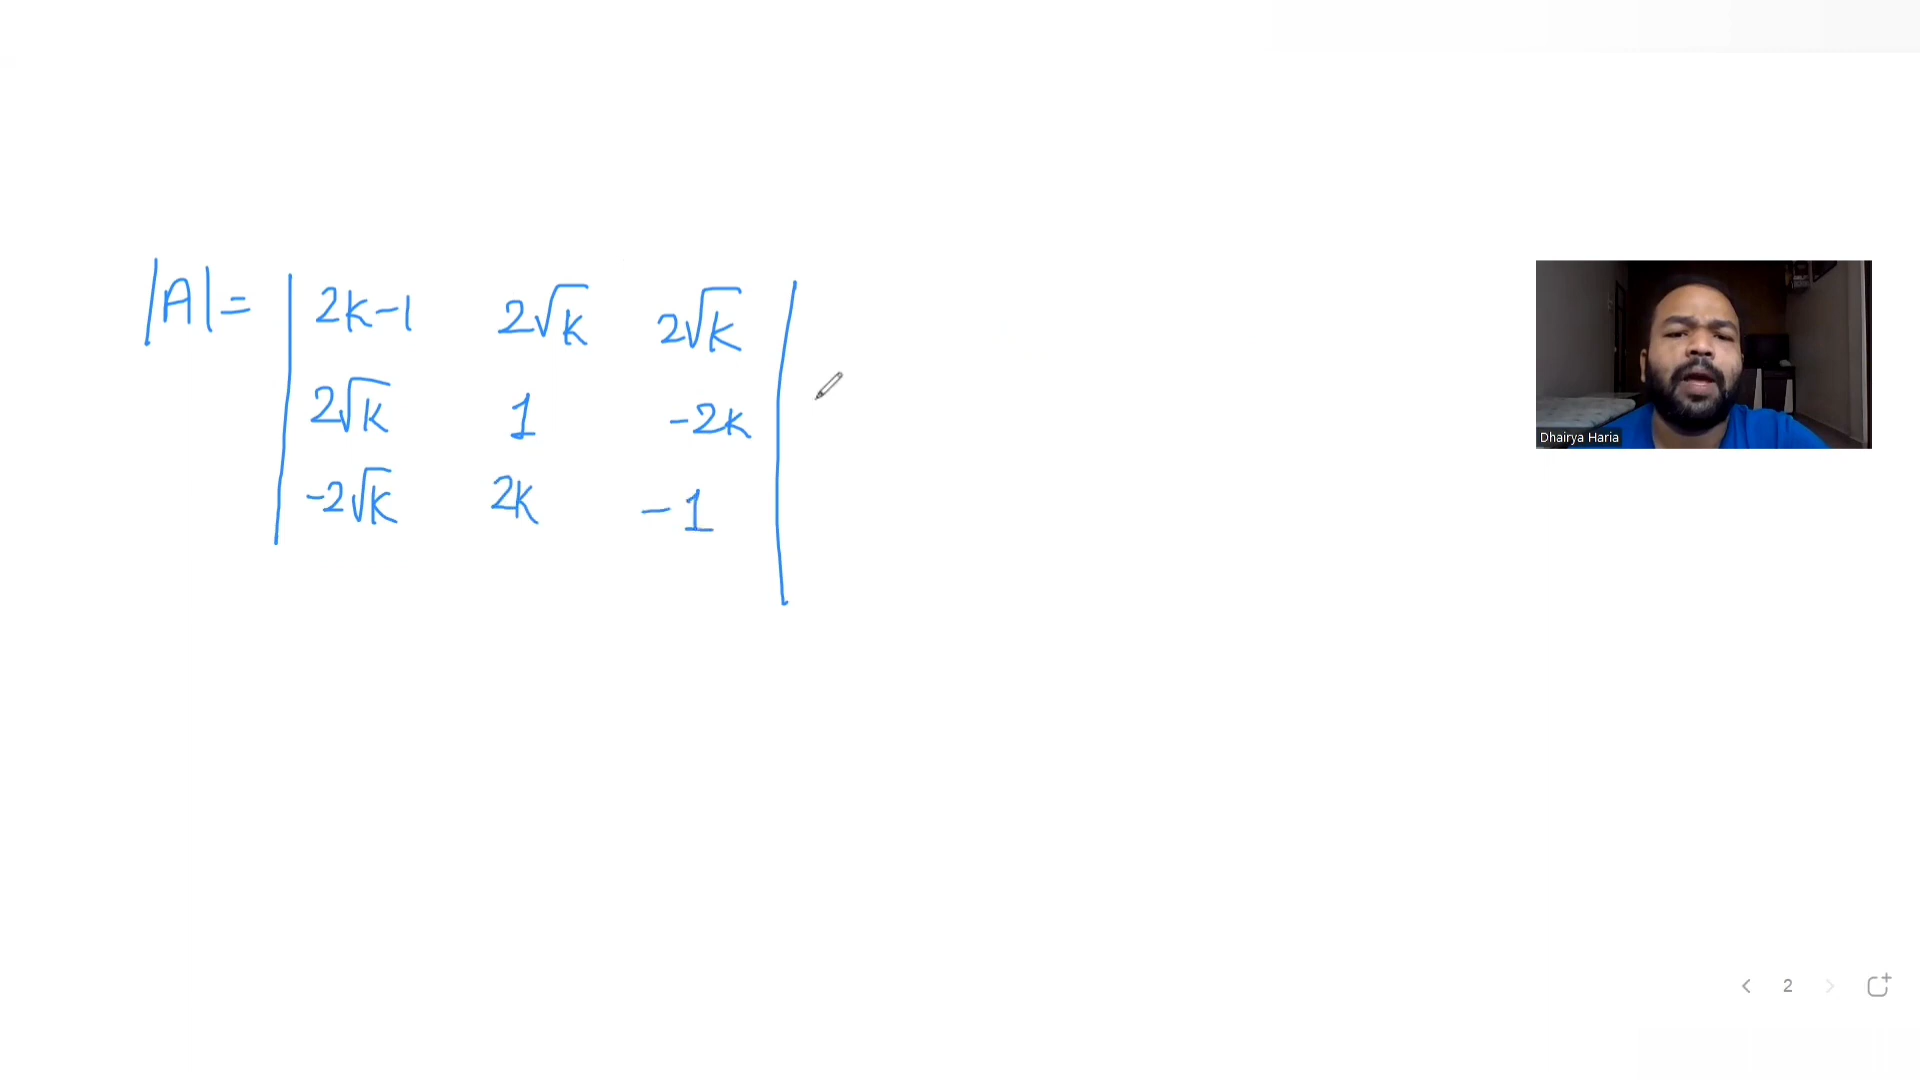 |A| = | 2k-1 2√k 2√k |
2√k 1 -2k
-2√k 2k -1
Dhairya Haria
2